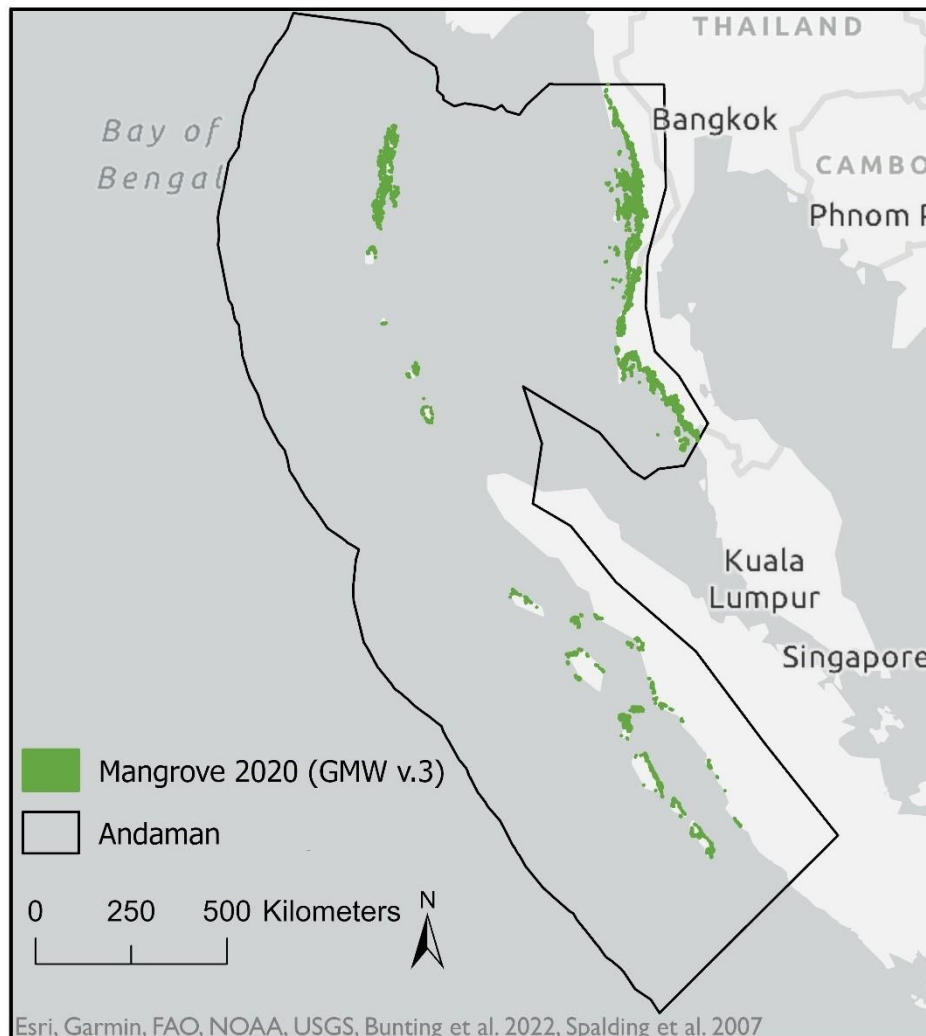 THAILAND
Bay of
Bengal
Bangkok
CAMBO
Phnom P
Kuala
Lumpur
Singapore
Mangrove 2020 (GMW v.3)
Andaman
0 250 500 Kilometers
N
Esri, Garmin, FAO, NOAA, USGS, Bunting et al. 2022, Spalding et al. 2007